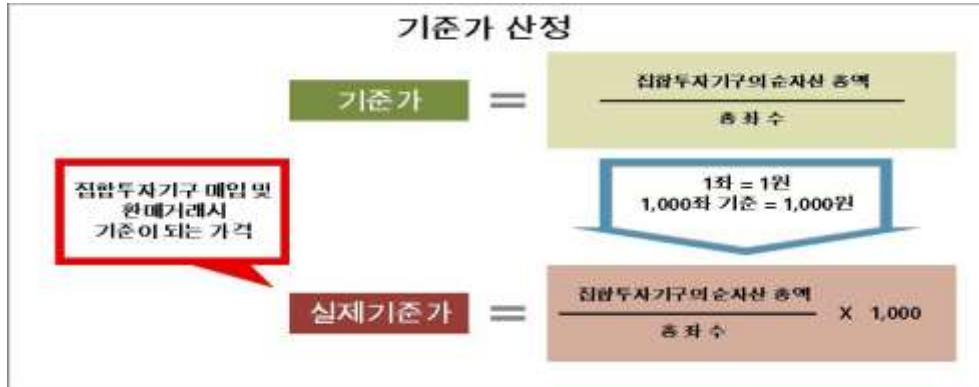 기준가 산정
기준가 = 집합투자기구의 순자산 총액
총 좌 수
집합투자기구 매입 및
환매거래시
기준이 되는 가격
1좌 = 1원
1,000좌 기준 = 1,000원
실제기준가 = 집합투자기구의 순자산 총액 X 1,000
총 좌 수